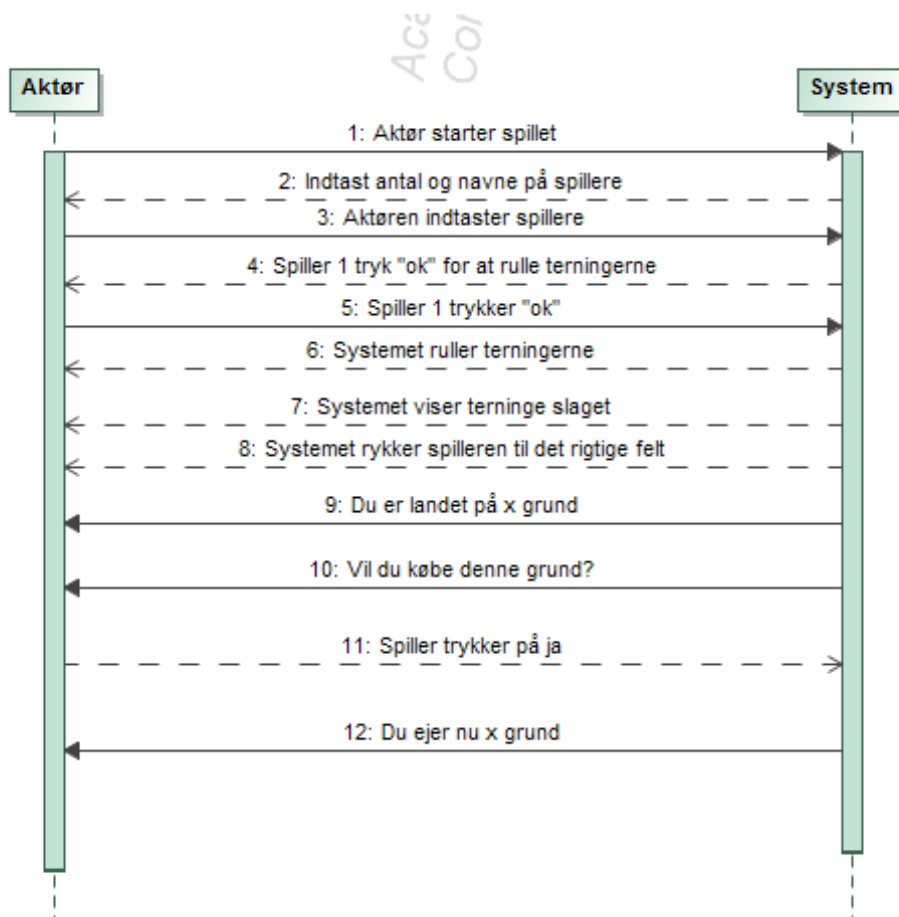 Aktør
System
1: Aktør starter spillet
2: Indtast antal og navne på spillere
3: Aktøren indtaster spillere
4: Spiller 1 tryk "ok" for at rulle terningerne
5: Spiller 1 trykker "ok"
6: Systemet ruller terningerne
7: Systemet viser terninge slaget
8: Systemet rykker spilleren til det rigtige felt
9: Du er landet på x grund
10: Vil du købe denne grund?
11: Spiller trykker på ja
12: Du ejer nu x grund